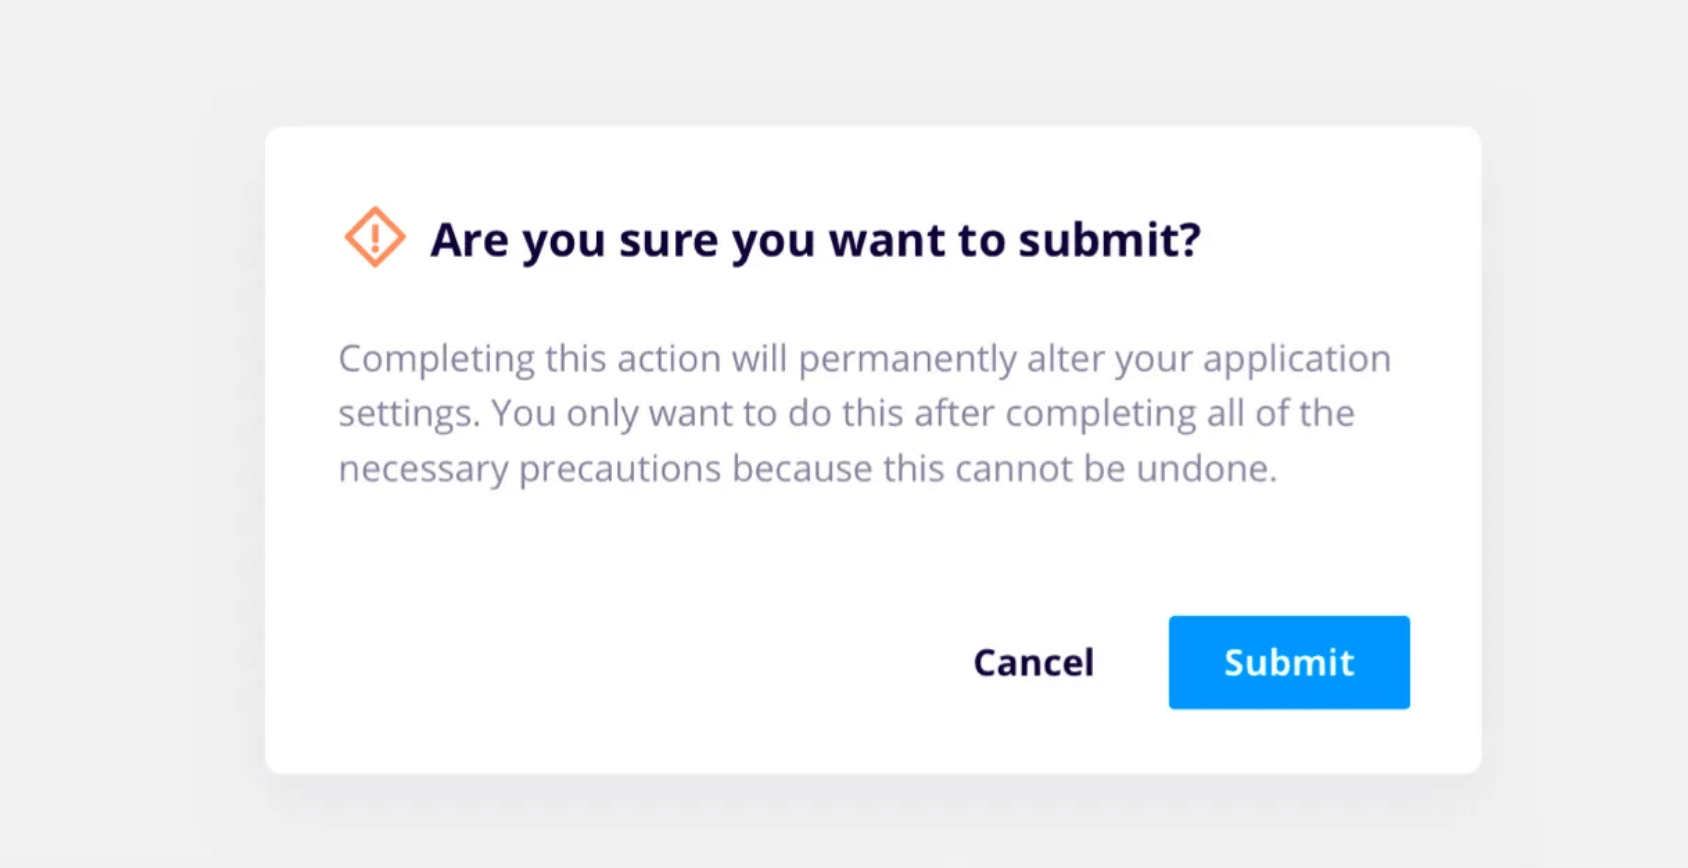 Are you sure you want to submit?
Completing this action will permanently alter your application
settings. You only want to do this after completing all of the
necessary precautions because this cannot be undone.
Cancel
Submit